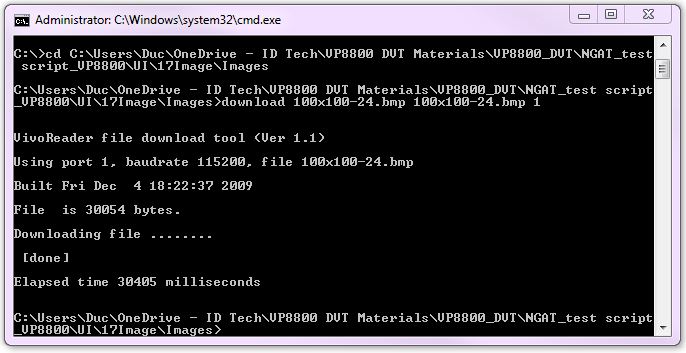 Administrator: C:\Windows\system32\cmd.exe
C:\>cd C:\Users\Duc\OneDrive - ID Tech\VP8800 DVT Materials\VP8800_DVT\NGAT_test
 script_VP8800\UI\17Image\Images
C:\Users\Duc\OneDrive - ID Tech\VP8800 DVT Materials\VP8800_DVT\NGAT_test script
_VP8800\UI\17Image\Images>download 100x100-24.bmp 100x100-24.bmp 1
VivoReader file download tool (Ver 1.1)
Using port 1, baudrate 115200, file 100x100-24.bmp
Built Fri Dec  4 18:22:37 2009
File  is 30054 bytes.
Downloading file ........
 [done]
Elapsed time 30405 milliseconds
C:\Users\Duc\OneDrive - ID Tech\VP8800 DVT Materials\VP8800_DVT\NGAT_test script
_VP8800\UI\17Image\Images>